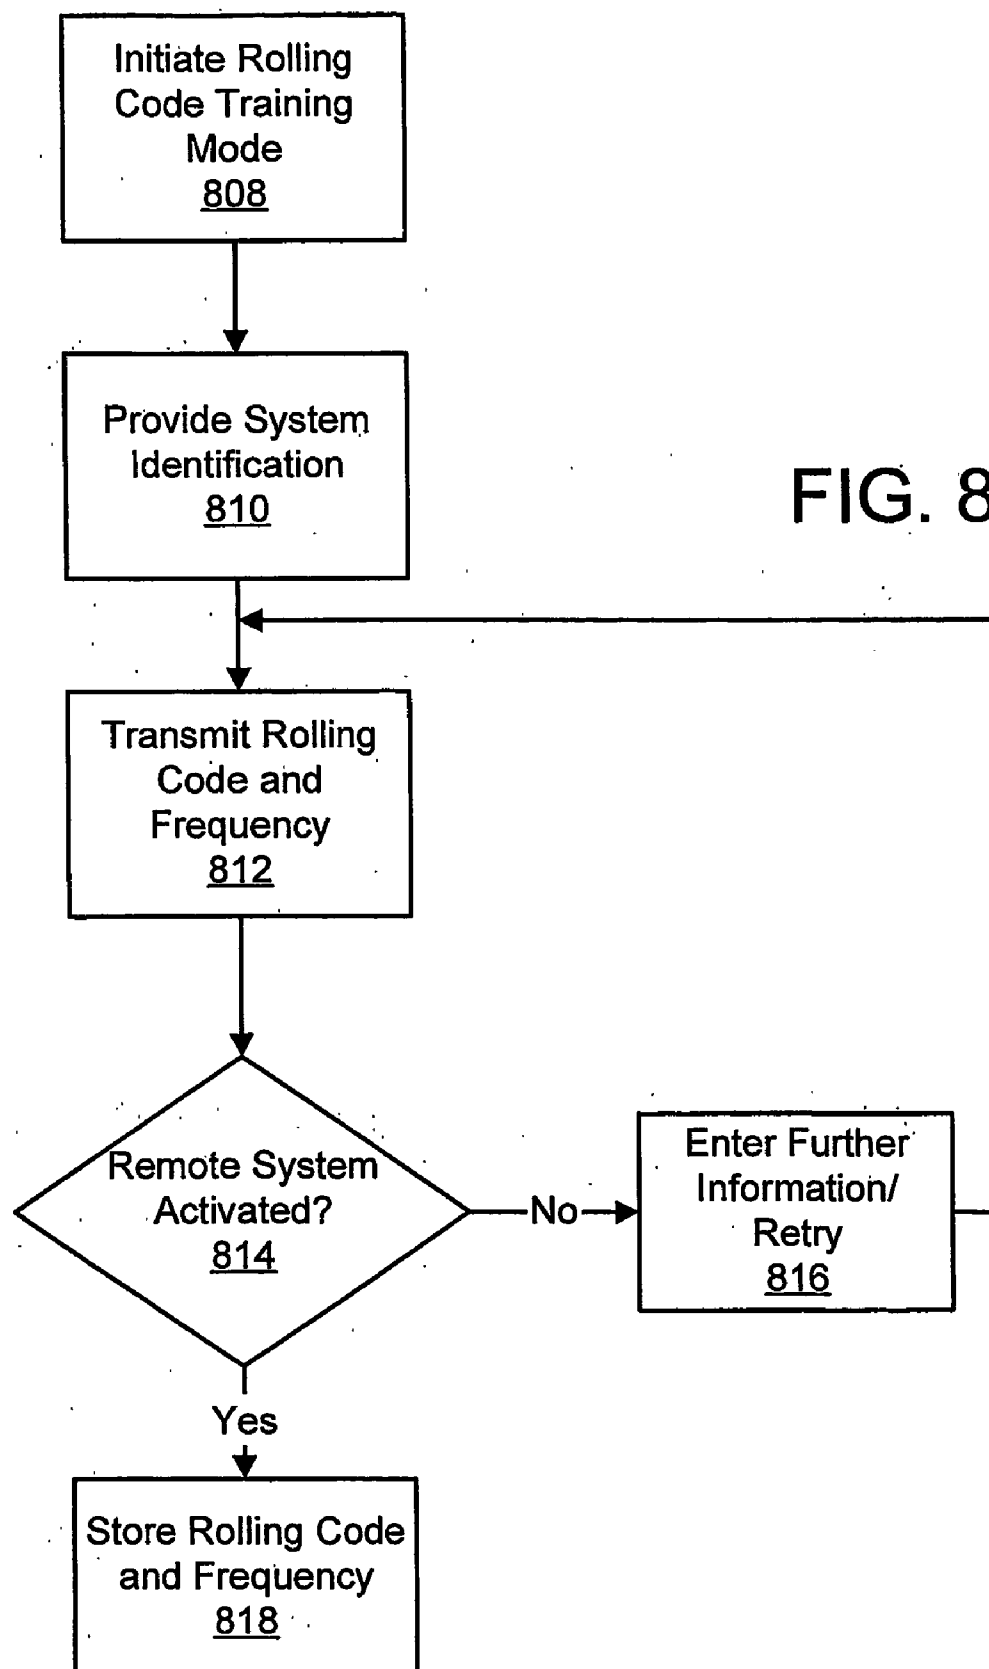 Initiate Rolling
Code Training
Mode
808
Provide System
Identification
810
FIG. 8
Transmit Rolling
Code and
Frequency
812
Remote System
Activated?
814
No
Enter Further
Information/
Retry
816
Yes
Store Rolling Code
and Frequency
818